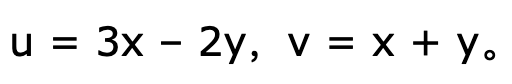 u = 3x − 2y，v = x + y。